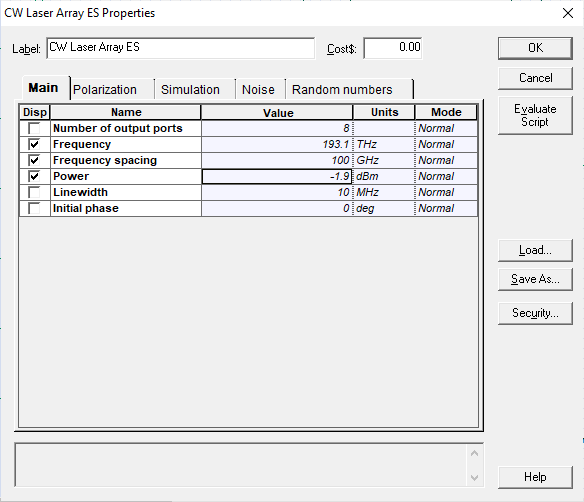 CW Laser Array ES Properties
Label: CW Laser Array ES Cost$: 0.00 OK
Cancel
Main Polarization Simulation Noise Random numbers
Evaluate Script
Disp Name Value Units Mode
Number of output ports 8 Normal
Frequency 193.1 THz Normal
Frequency spacing 100 GHz Normal
Power -1.9 dBm Normal
Linewidth 10 MHz Normal
Initial phase 0 deg Normal
Load...
Save As...
Security...
Help